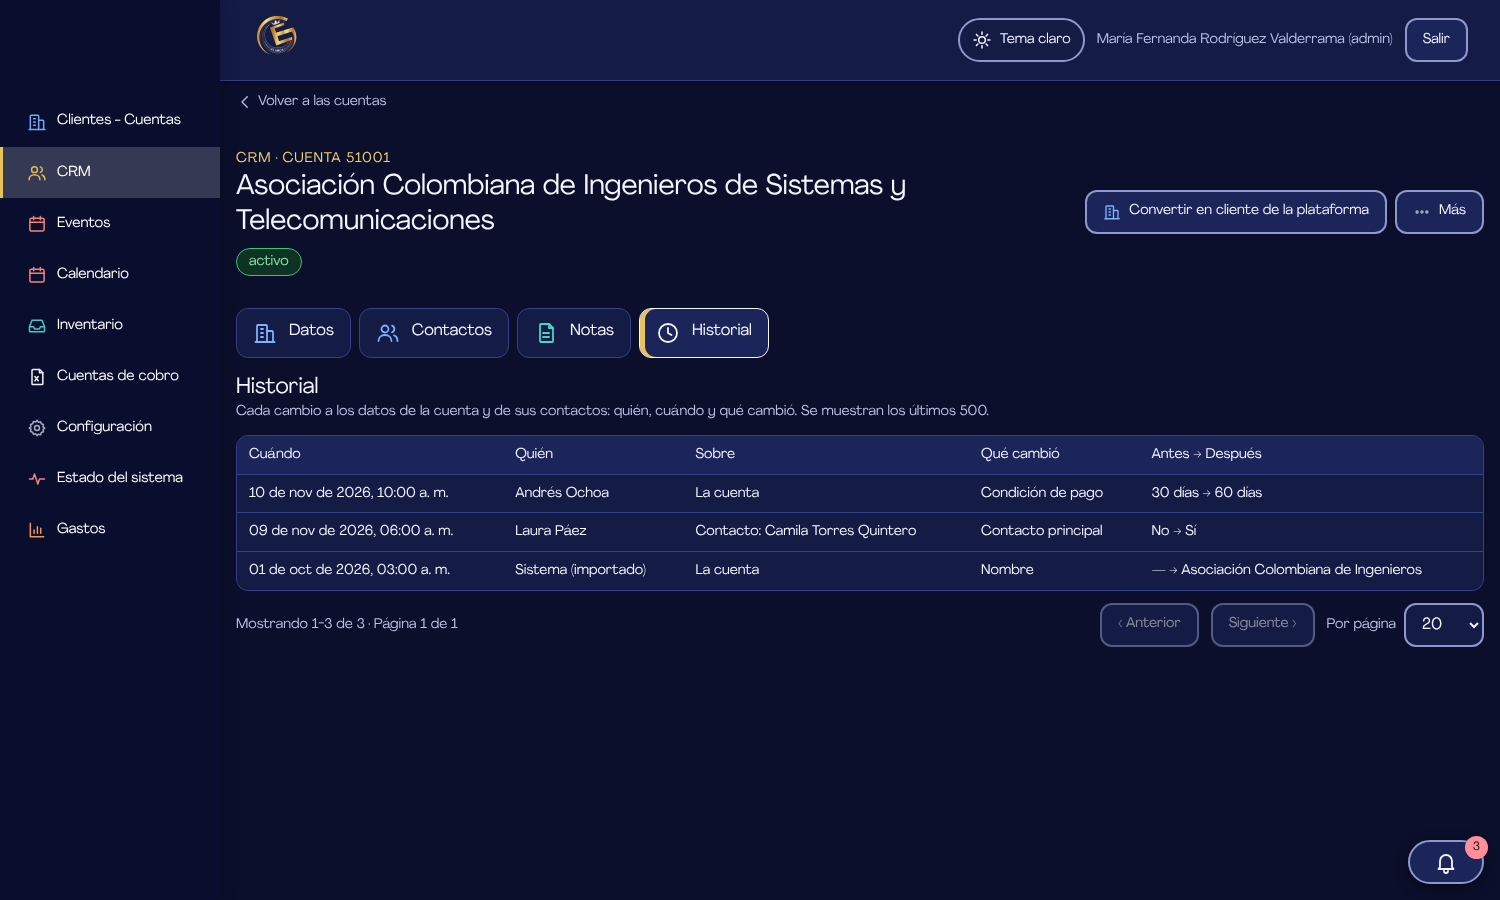 Tema claro
María Fernanda Rodríguez Valderrama (admin)
Salir
Clientes - Cuentas
CRM
Eventos
Calendario
Inventario
Cuentas de cobro
Configuración
Estado del sistema
Gastos
Volver a las cuentas
CRM · CUENTA 51001
Asociación Colombiana de Ingenieros de Sistemas y
Telecomunicaciones
activo
Convertir en cliente de la plataforma
Más
Datos
Contactos
Notas
Historial
Historial
Cada cambio a los datos de la cuenta y de sus contactos: quién, cuándo y qué cambió. Se muestran los últimos 500.
Cuándo Quién Sobre Qué cambió Antes → Después
10 de nov de 2026, 10:00 a. m. Andrés Ochoa La cuenta Condición de pago 30 días → 60 días
09 de nov de 2026, 06:00 a. m. Laura Páez Contacto: Camila Torres Quintero Contacto principal No → Sí
01 de oct de 2026, 03:00 a. m. Sistema (importado) La cuenta Nombre — → Asociación Colombiana de Ingenieros
Mostrando 1-3 de 3 · Página 1 de 1
‹ Anterior
Siguiente ›
Por página
20
3